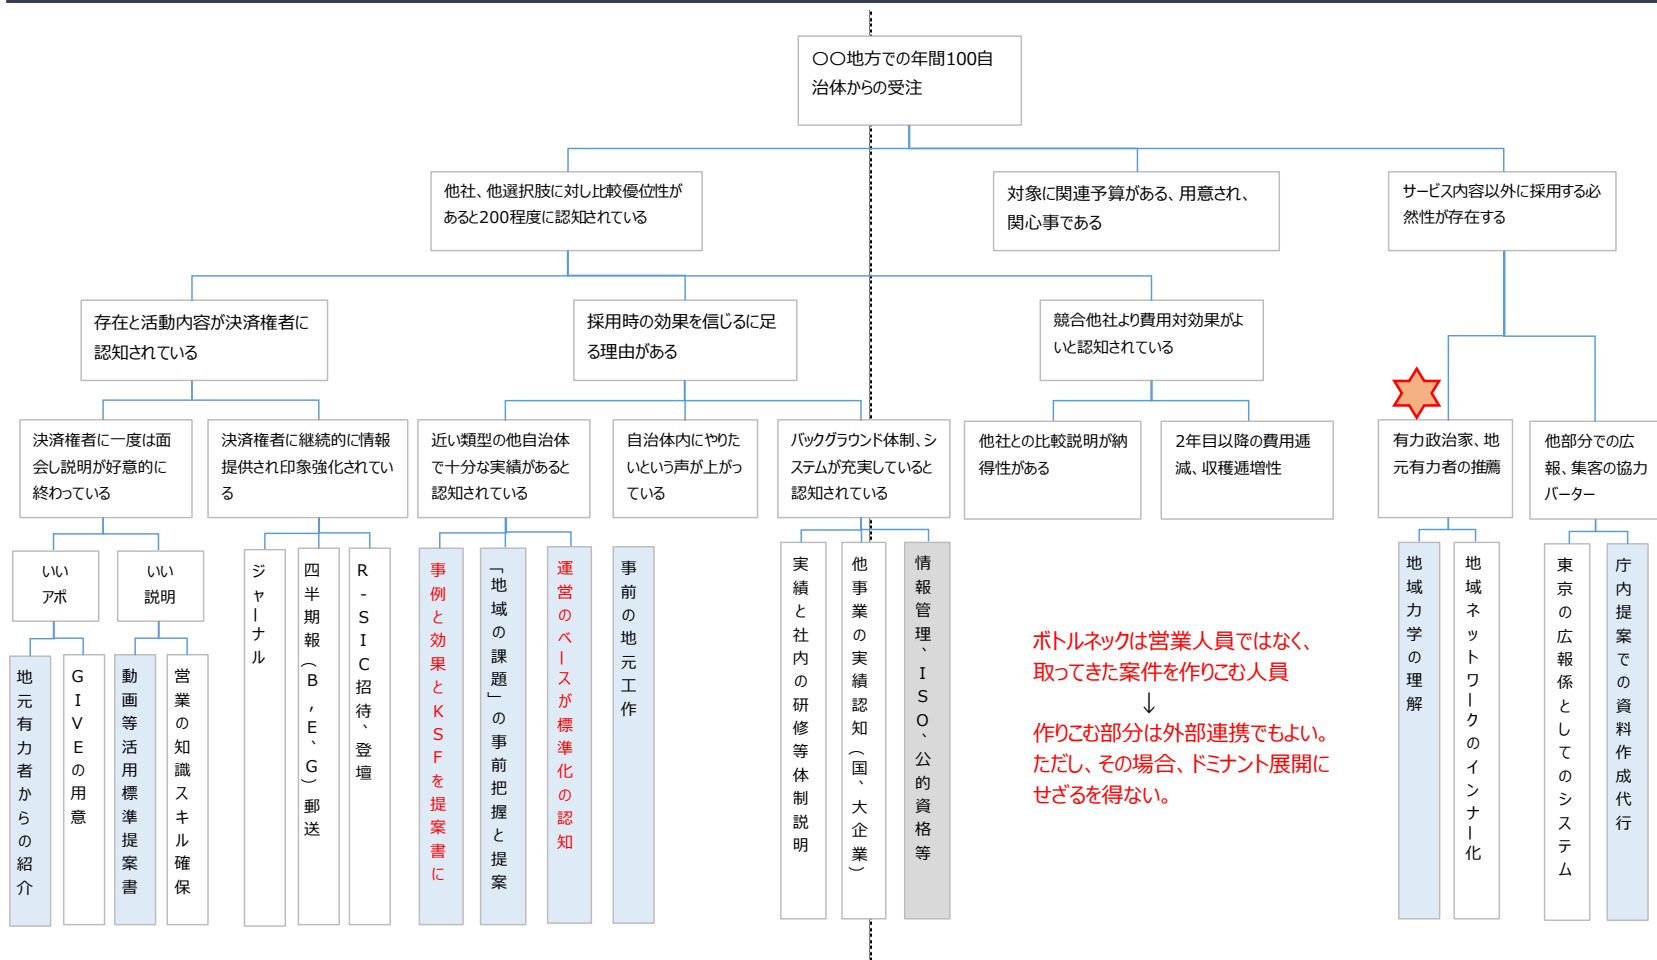 〇〇地方での年間100自
治体からの受注
他社、他選択肢に対し比較優位性が
あると200程度に認知されている
対象に関連予算がある、用意され、
関心事である
サービス内容以外に採用する必
然性が存在する
存在と活動内容が決済権者に
認知されている
採用時の効果を信じるに足
る理由がある
競合他社より費用対効果がよ
いと認知されている
決済権者に一度は面
会し説明が好意的に
終わっている
決済権者に継続的に情報
提供され印象強化されてい
る
近い類型の他自治体
で十分な実績があると
認知されている
自治体内にやりた
いという声が上がっ
ている
バックグラウンド体制、シ
ステムが充実していると
認知されている
他社との比較説明が納
得性がある
2年目以降の費用逓
減、収穫逓増性
有力政治家、地
元有力者の推薦
他部分での広
報、集客の協力
バーター
いい
アポ
いい
説明
地元有力者からの紹介
GIVEの用意
動画等活用標準提案書
営業の知識スキル確保
ジャーナル
四半期報(B,E、G)郵送
R-SIC招待、登壇
事例と効果とKSFを提案書に
「地域の課題」の事前把握と提案
運営のベースが標準化の認知
事前の地元工作
実績と社内の研修等体制説明
他事業の実績認知(国、大企業)
情報管理、ISO、公的資格等
ボトルネックは営業人員ではなく、
取ってきた案件を作りこむ人員
↓
作りこむ部分は外部連携でもよい。
ただし、その場合、ドミナント展開に
せざるを得ない。
地域力学の理解
地域ネットワークのインナー化
東京の広報係としてのシステム
庁内提案での資料作成代行